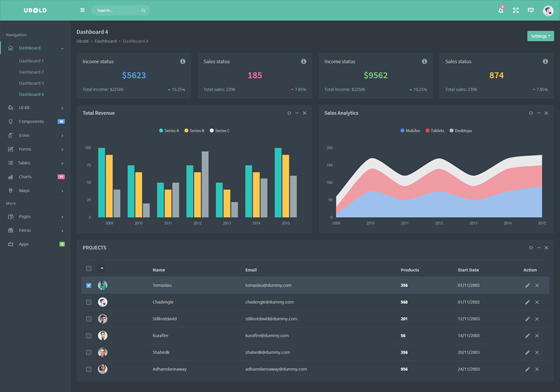 UBOLD
Search...
Navigation
Dashboard
Dashboard 1
Dashboard 2
Dashboard 3
Dashboard 4
UI Kit
Components
Icons
Forms
Tables
Charts
Maps
More
Pages
Extras
Apps
Dashboard 4
Ubold > Dashboard > Dashboard 4
Settings
Income status
$5623
Total income: $22506 10.25%
Sales status
185
Total sales: 2398 7.85%
Income status
$9562
Total income: $22506 10.25%
Sales status
874
Total sales: 2398 7.85%
Total Revenue
Series A Series B Series C
100
75
50
25
0
2009 2010 2011 2012 2013 2014 2015
Sales Analytics
Mobiles Tablets Desktops
200
150
100
50
0
2009 2010 2011 2012 2013 2014 2015
PROJECTS
Name Email Products Start Date Action
Tomaslau tomaslau@dummy.com 356 01/11/2003
Chadengle chadengle@dummy.com 568 01/11/2003
Stillnotdavid stillnotdavid@dummy.com 201 12/11/2003
Kurafire kurafire@dummy.com 56 14/11/2003
Shahedk shahedk@dummy.com 356 20/11/2003
Adhamdannaway adhamdannaway@dummy.com 956 24/11/2003